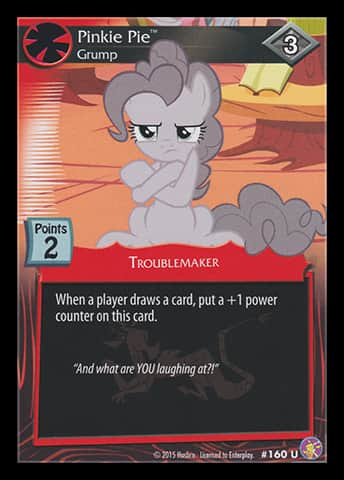 Pinkie Pie™
Grump
3
Points
2
TROUBLEMAKER
When a player draws a card, put a +1 power
counter on this card.
"And what are YOU laughing at?!"
© 2015 Hasbro. Licensed to Enterplay. #160 U